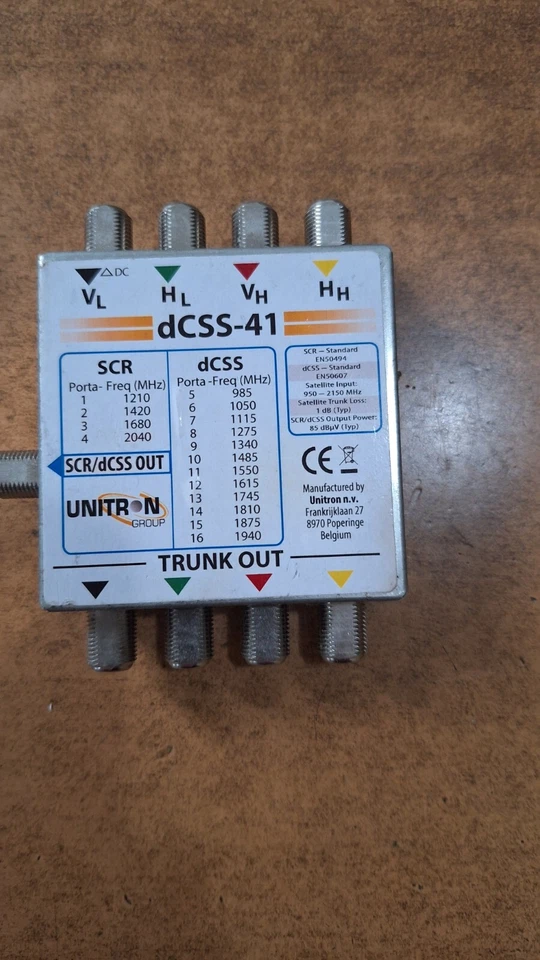 △ DC
VL HL VH HH
dCSS-41
SCR
Porta- Freq (MHz)
1 1210
2 1420
3 1680
4 2040
SCR/dCSS OUT
UNITRON
GROUP
dCSS
Porta -Freq (MHz)
5 985
6 1050
7 1115
8 1275
9 1340
10 1485
11 1550
12 1615
13 1745
14 1810
15 1875
16 1940
SCR – Standard
EN50494
dCSS – Standard
EN50607
Satellite Input:
950 – 2150 MHz
Satellite Trunk Loss:
1 dB (Typ)
SCR/dCSS Output Power:
85 dBµV (Typ)
CE
Manufactured by
Unitron n.v.
Frankrijklaan 27
8970 Poperinge
Belgium
TRUNK OUT